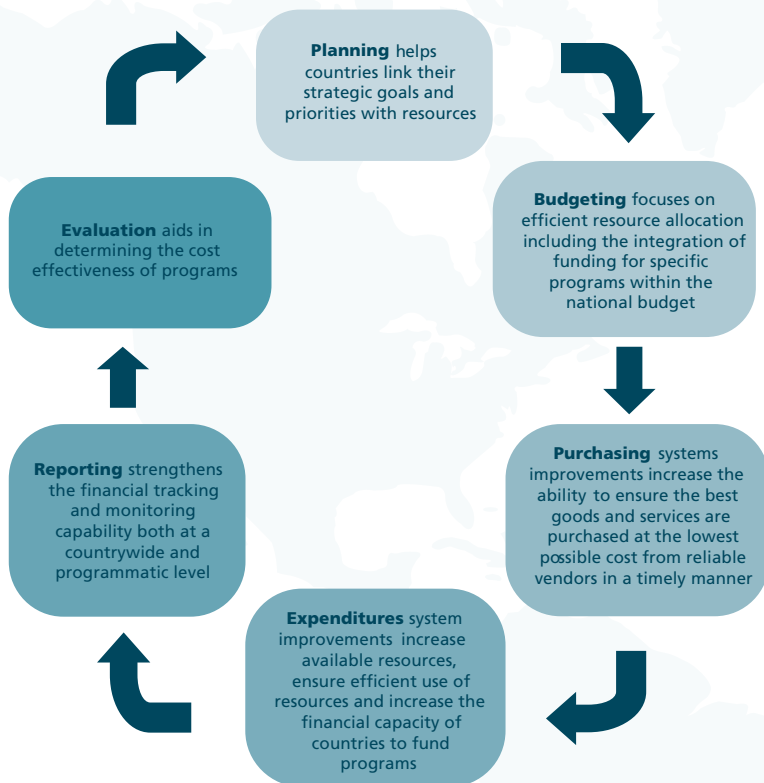 Planning helps
countries link their
strategic goals and
priorities with resources
Budgeting focuses on
efficient resource allocation
including the integration of
funding for specific
programs within the
national budget
Purchasing systems
improvements increase the
ability to ensure the best
goods and services are
purchased at the lowest
possible cost from reliable
vendors in a timely manner
Expenditures system
improvements increase
available resources,
ensure efficient use of
resources and increase the
financial capacity of
countries to fund
programs
Reporting strengthens
the financial tracking
and monitoring
capability both at a
countrywide and
programmatic level
Evaluation aids in
determining the cost
effectiveness of programs